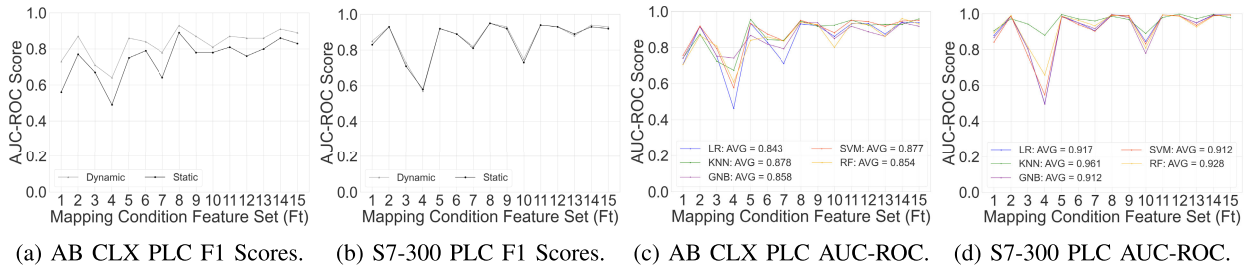 1.0
0.8
0.6
0.4
0.2
0.0
AUC-ROC Score
Dynamic
Static
1 2 3 4 5 6 7 8 9 10 11 12 13 14 15
Mapping Condition Feature Set (Ft)
(a) AB CLX PLC F1 Scores.
1.0
0.8
0.6
0.4
0.2
0.0
AUC-ROC Score
Dynamic
Static
1 2 3 4 5 6 7 8 9 10 11 12 13 14 15
Mapping Condition Feature Set (Ft)
(b) S7-300 PLC F1 Scores.
1.0
0.8
0.6
0.4
0.2
0.0
AUC-ROC Score
LR: AVG = 0.843
SVM: AVG = 0.877
KNN: AVG = 0.878
RF: AVG = 0.854
GNB: AVG = 0.858
1 2 3 4 5 6 7 8 9 10 11 12 13 14 15
Mapping Condition Feature Set (Ft)
(c) AB CLX PLC AUC-ROC.
1.0
0.8
0.6
0.4
0.2
0.0
AUC-ROC Score
LR: AVG = 0.917
SVM: AVG = 0.912
KNN: AVG = 0.961
RF: AVG = 0.928
GNB: AVG = 0.912
1 2 3 4 5 6 7 8 9 10 11 12 13 14 15
Mapping Condition Feature Set (Ft)
(d) S7-300 PLC AUC-ROC.